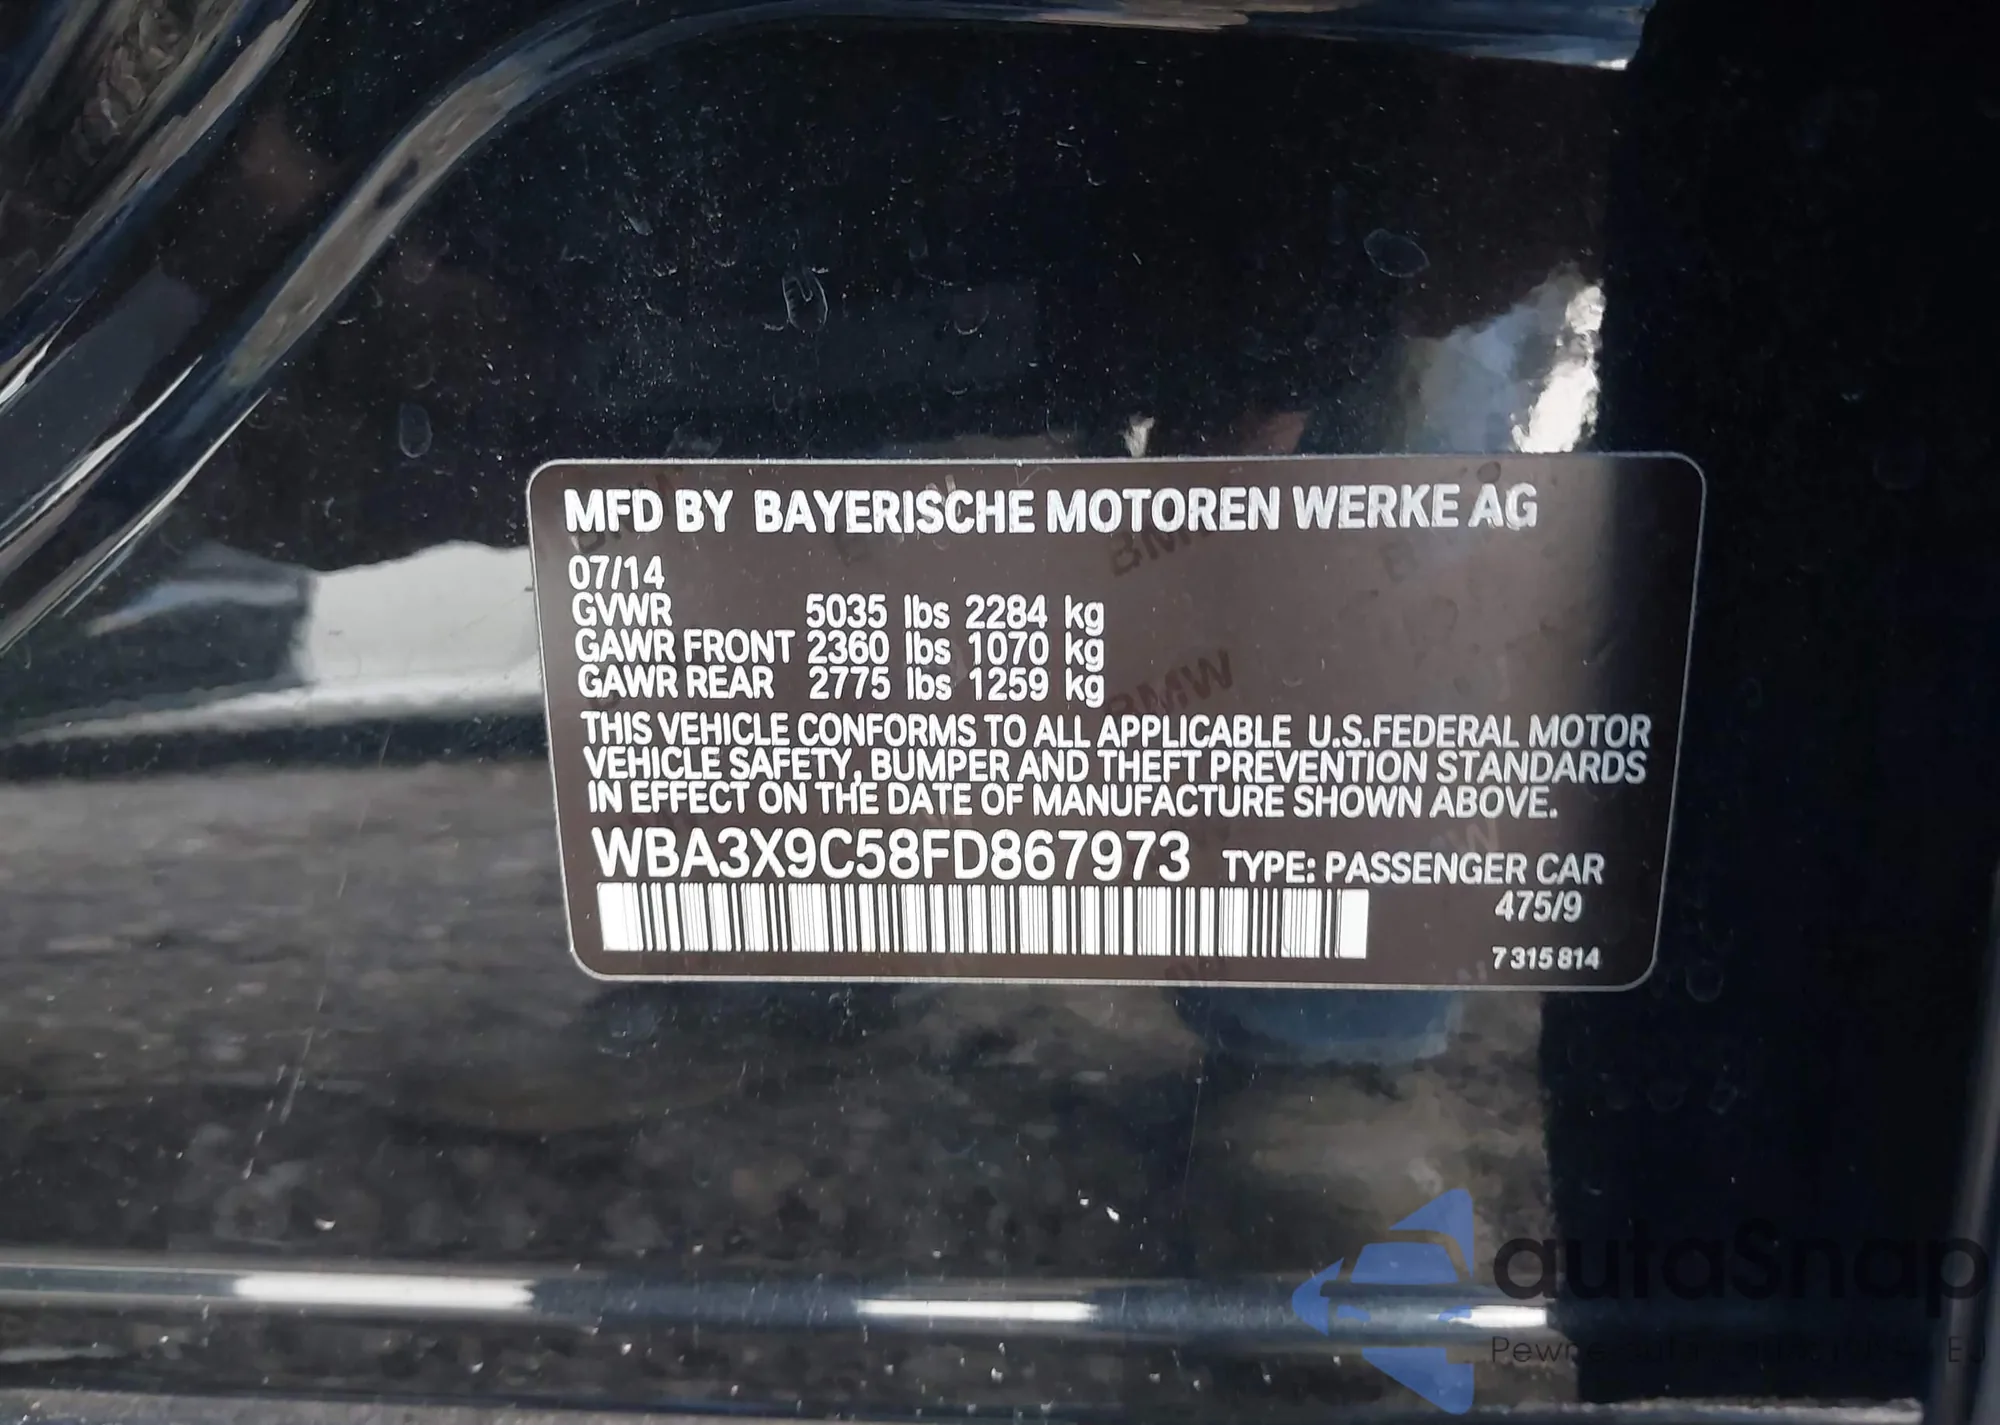 MFD BY BAYERISCHE MOTOREN WERKE AG
07/14
GVWR 5035 lbs 2284 kg
GAWR FRONT 2360 lbs 1070 kg
GAWR REAR 2775 lbs 1259 kg
THIS VEHICLE CONFORMS TO ALL APPLICABLE U.S.FEDERAL MOTOR
VEHICLE SAFETY, BUMPER AND THEFT PREVENTION STANDARDS
IN EFFECT ON THE DATE OF MANUFACTURE SHOWN ABOVE.
WBA3X9C58FD867973 TYPE: PASSENGER CAR
475/9
7 315 814
autaSnap
Pewne auta